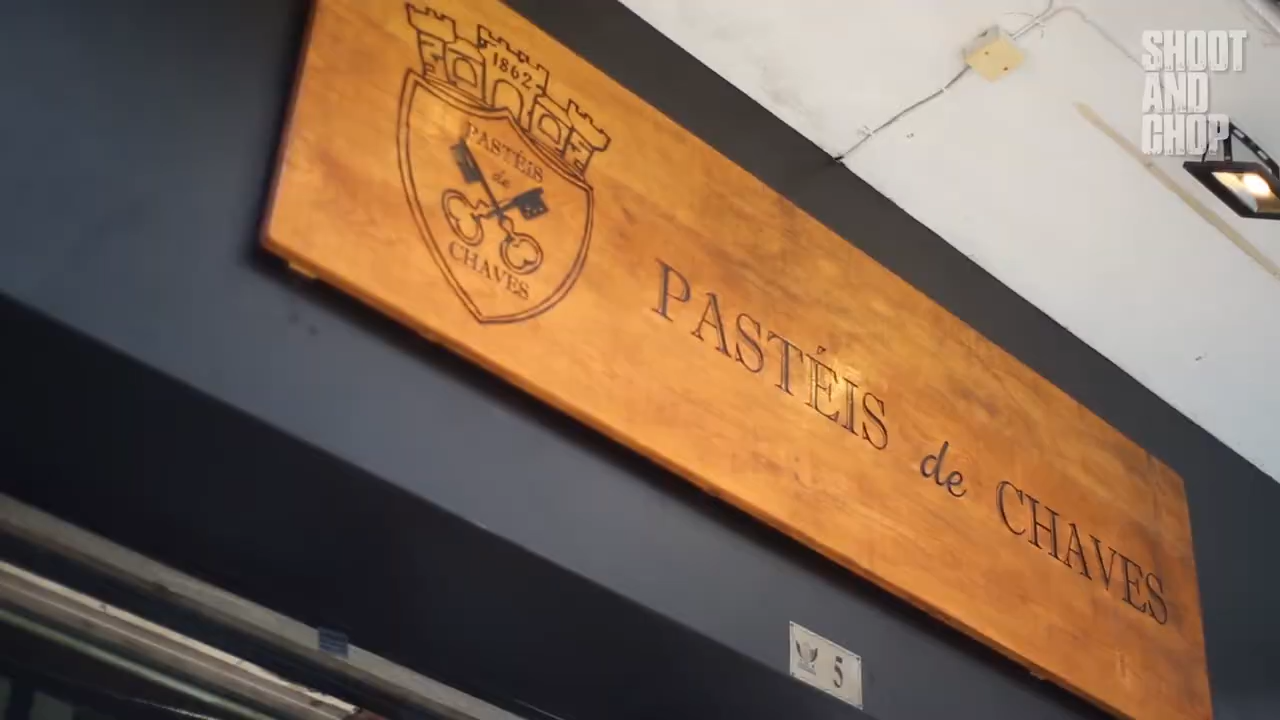 SHOOT
AND
CHOP
1862
PASTÉIS
de
CHAVES
PASTÉIS de CHAVES
5